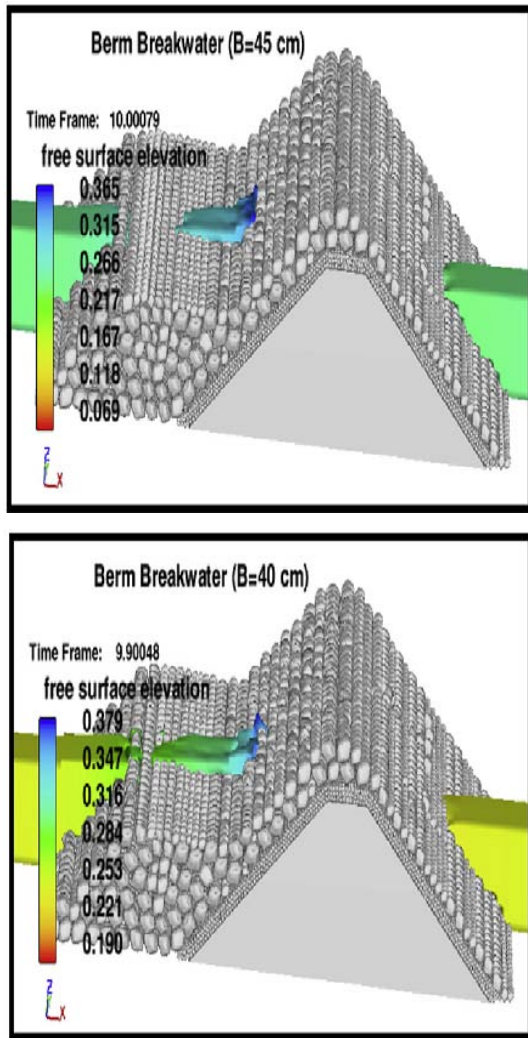 Berm Breakwater (B=45 cm)
Time Frame: 10.00079
free surface elevation
0.365
0.315
0.266
0.217
0.167
0.118
0.069
Z
X
Berm Breakwater (B=40 cm)
Time Frame: 9.90048
free surface elevation
0.379
0.347
0.316
0.284
0.253
0.221
0.190
Z
X